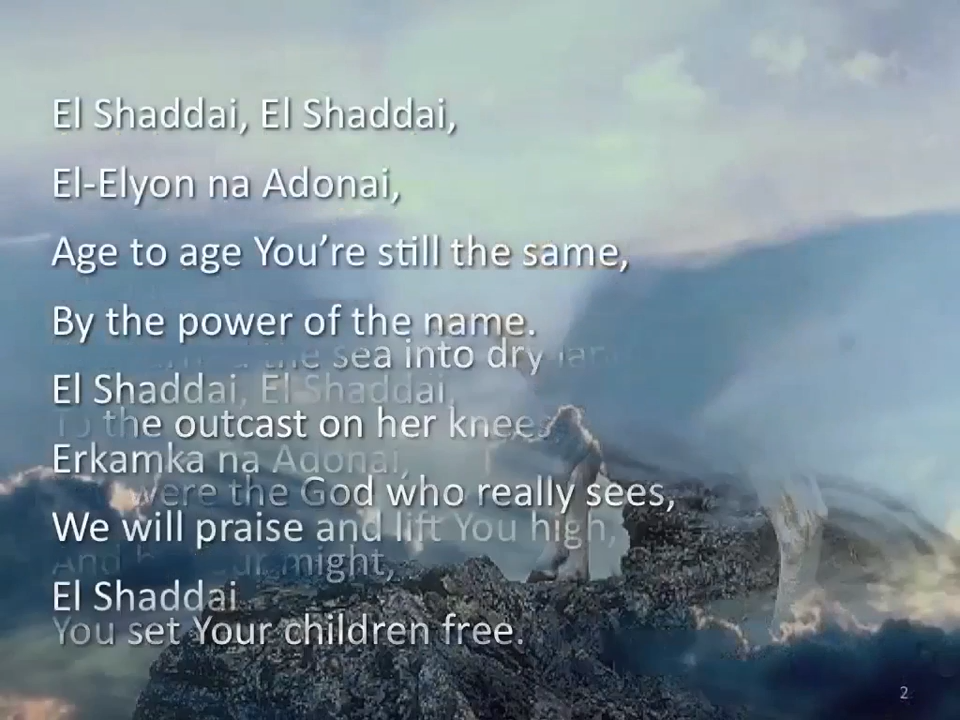 El Shaddai, El Shaddai,
El-Elyon na Adonai,
Age to age You're still the same,
By the power of the name.
the sea into dry
El Shaddai, El Shaddai,
To the outcast on her knees
Erkamka na Adonai,
were the God who really sees,
We will praise and lift You high,
And might,
El Shaddai
You set Your children free.
2